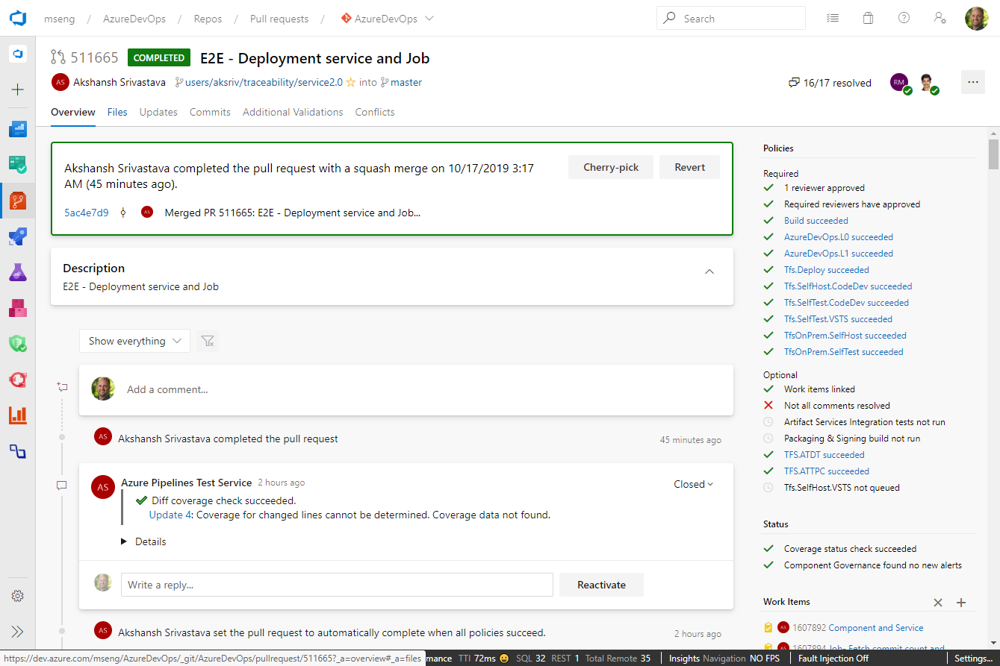 mseng / AzureDevOps / Repos / Pull requests / AzureDevOps
Search
511665 COMPLETED E2E - Deployment service and Job
AS Akshansh Srivastava users/aksriv/traceability/service2.0 into master
16/17 resolved
RM
Overview Files Updates Commits Additional Validations Conflicts
Akshansh Srivastava completed the pull request with a squash merge on 10/17/2019 3:17
AM (45 minutes ago).
Cherry-pick
Revert
5ac4e7d9 AS Merged PR 511665: E2E - Deployment service and Job...
Description
E2E - Deployment service and Job
Show everything
Add a comment...
AS Akshansh Srivastava completed the pull request
45 minutes ago
AS Azure Pipelines Test Service 2 hours ago
Closed
Diff coverage check succeeded.
Update 4: Coverage for changed lines cannot be determined. Coverage data not found.
Details
Write a reply...
Reactivate
AS Akshansh Srivastava set the pull request to automatically complete when all policies succeed.
2 hours ago
Policies
Required
1 reviewer approved
Required reviewers have approved
Build succeeded
AzureDevOps.L0 succeeded
AzureDevOps.L1 succeeded
Tfs.Deploy succeeded
Tfs.SelfHost.CodeDev succeeded
Tfs.SelfTest.CodeDev succeeded
Tfs.SelfTest.VSTS succeeded
TfsOnPrem.SelfHost succeeded
TfsOnPrem.SelfTest succeeded
Optional
Work items linked
Not all comments resolved
Artifact Services Integration tests not run
Packaging & Signing build not run
TFS.ATDT succeeded
TFS.ATTPC succeeded
Tfs.SelfHost.VSTS not queued
Status
Coverage status check succeeded
Component Governance found no new alerts
Work Items
AS 1607892 Component and Service
AS 1607894 Job- Fetch commit count and
https://dev.azure.com/mseng/AzureDevOps/_git/AzureDevOps/pullrequest/511665?_a=overview#_a=files
mance TTI 72ms SQL 32 REST 1 Total Remote 35 Insights Navigation NO FPS Fault Injection Off Settings...